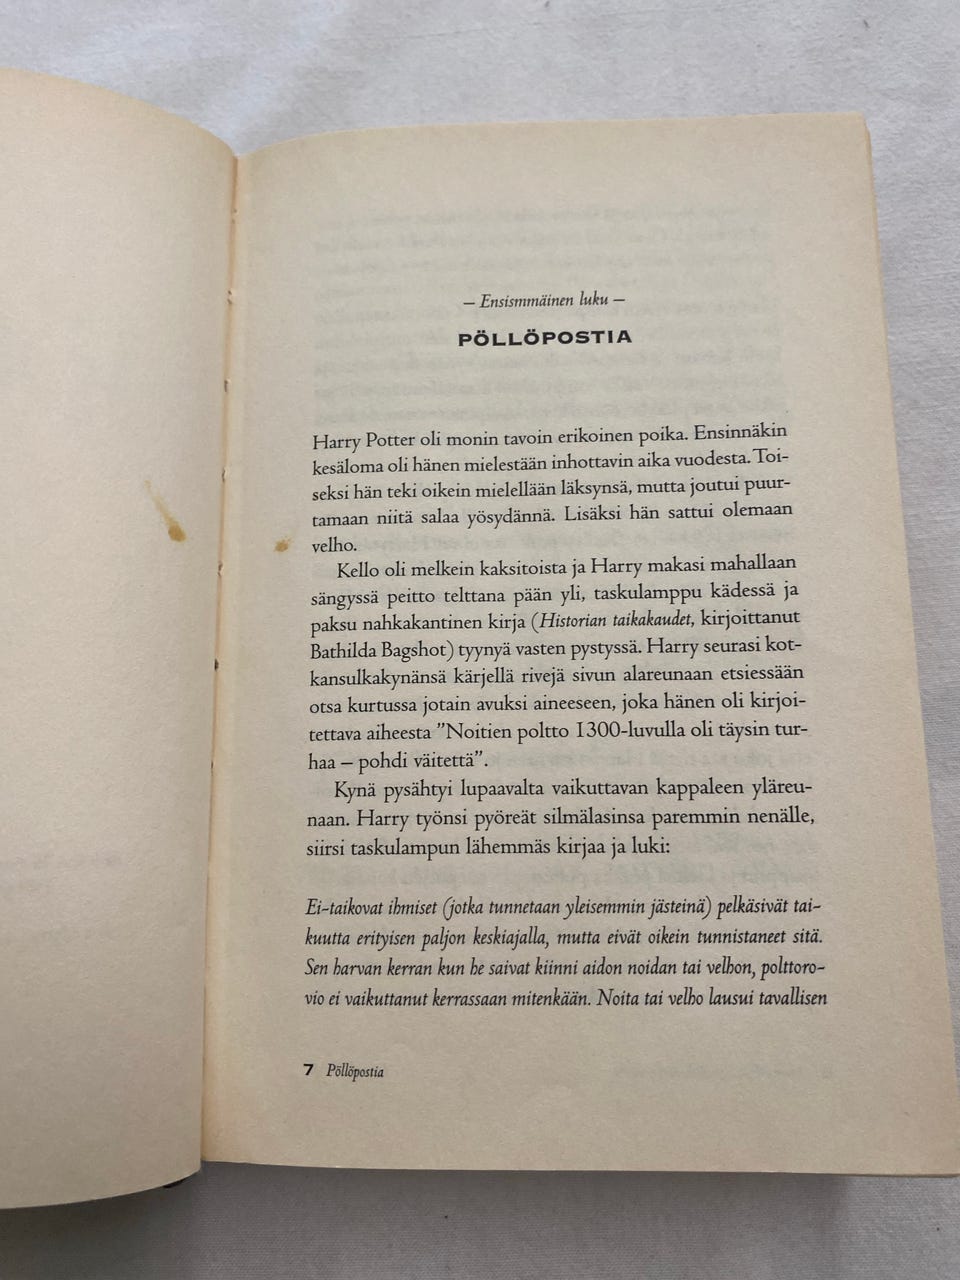 – Ensismmäinen luku –
PÖLLÖPOSTIA
Harry Potter oli monin tavoin erikoinen poika. Ensinnäkin
kesäloma oli hänen mielestään inhottavin aika vuodesta. Toi-
seksi hän teki oikein mielellään läksynsä, mutta joutui puur-
tamaan niitä salaa yösydännä. Lisäksi hän sattui olemaan
velho.
Kello oli melkein kaksitoista ja Harry makasi mahallaan
sängyssä peitto telttana pään yli, taskulamppu kädessä ja
paksu nahkakantinen kirja (Historian taikakaudet, kirjoittanut
Bathilda Bagshot) tyynyä vasten pystyssä. Harry seurasi kot-
kansulkakynänsä kärjellä rivejä sivun alareunaan etsiessään
otsa kurtussa jotain avuksi aineeseen, joka hänen oli kirjoi-
tettava aiheesta ”Noitien poltto 1300-luvulla oli täysin tur-
haa – pohdi väitettä”.
Kynä pysähtyi lupaavalta vaikuttavan kappaleen yläreu-
naan. Harry työnsi pyöreät silmälasinsa paremmin nenälle,
siirsi taskulampun lähemmäs kirjaa ja luki:
Ei-taikovat ihmiset (jotka tunnetaan yleisemmin jästeinä) pelkäsivät tai-
kuutta erityisen paljon keskiajalla, mutta eivät oikein tunnistaneet sitä.
Sen harvan kerran kun he saivat kiinni aidon noidan tai velhon, polttoro-
vio ei vaikuttanut kerrassaan mitenkään. Noita tai velho lausui tavallisen
7 Pöllöpostia